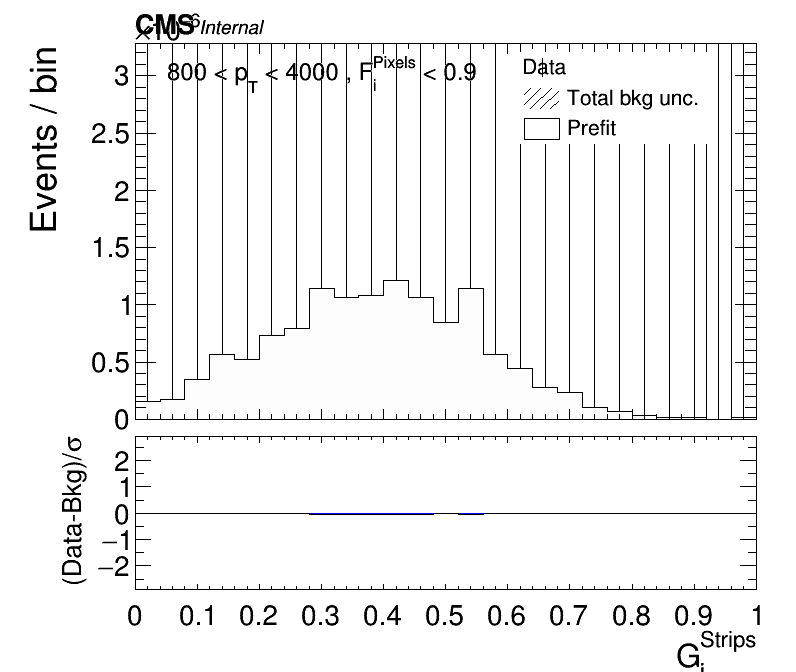 CMS Internal
×10⁻⁶
800 < p_T < 4000 , F_i^Pixels < 0.9
Data
Total bkg unc.
Prefit
Events / bin
3
2.5
2
1.5
1
0.5
0
(Data-Bkg)/σ
2
1
0
−1
−2
0 0.1 0.2 0.3 0.4 0.5 0.6 0.7 0.8 0.9 1
G_i^Strips